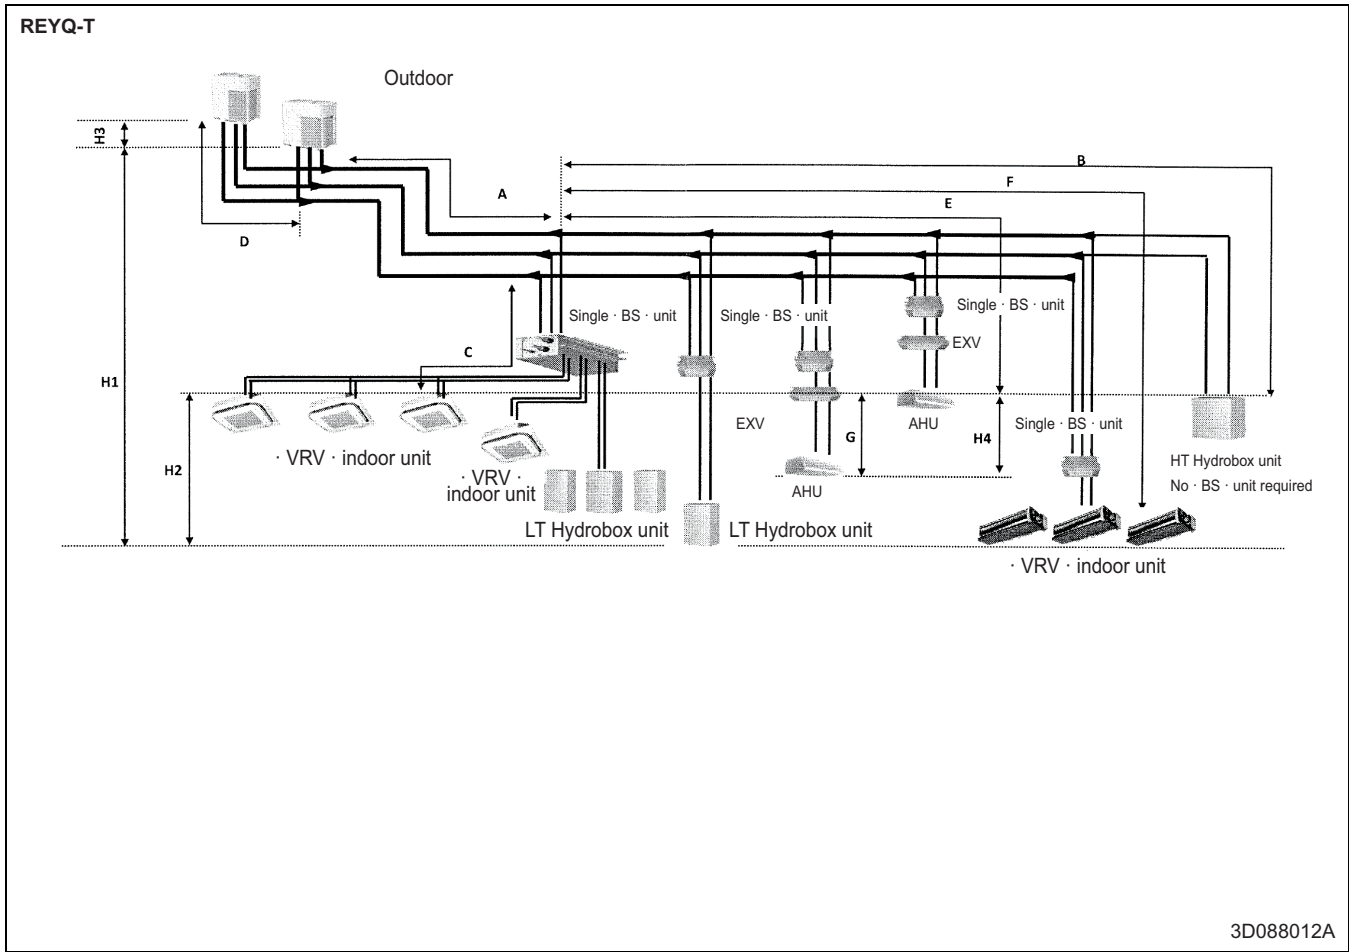 REYQ-T
Outdoor
H3
A
B
F
E
D
Single · BS · unit
Single · BS · unit
Single · BS · unit
EXV
C
H1
H2
EXV
G
AHU
H4
Single · BS · unit
· VRV · indoor unit
· VRV ·
indoor unit
AHU
HT Hydrobox unit
No · BS · unit required
LT Hydrobox unit
LT Hydrobox unit
· VRV · indoor unit
3D088012A